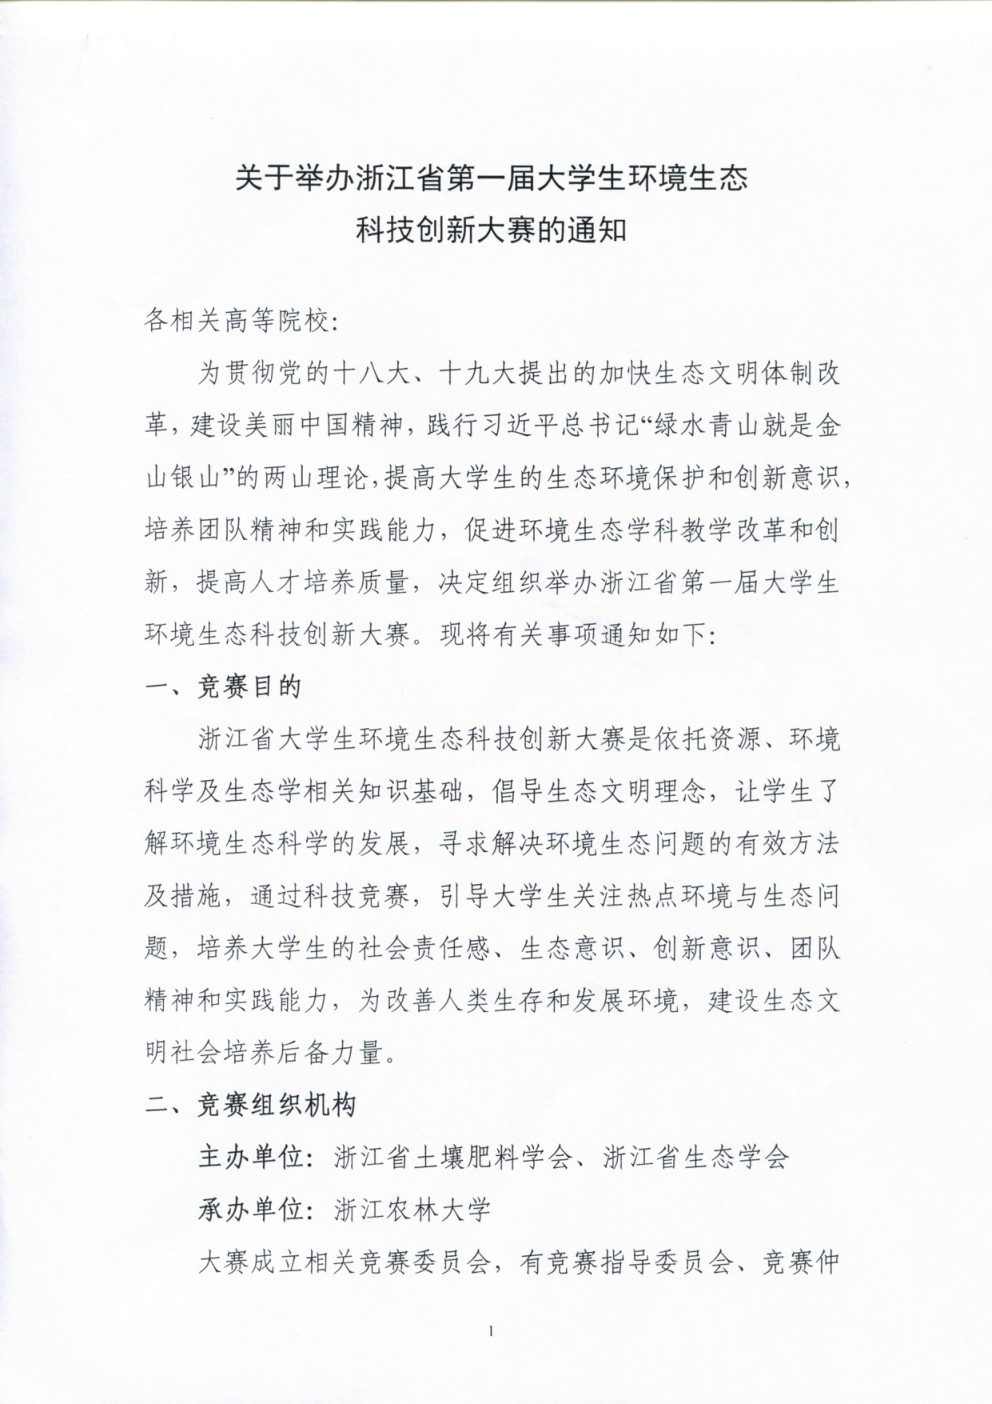 关于举办浙江省第一届大学生环境生态
科技创新大赛的通知
各相关高等院校：
为贯彻党的十八大、十九大提出的加快生态文明体制改
革，建设美丽中国精神，践行习近平总书记“绿水青山就是金
山银山”的两山理论，提高大学生的生态环境保护和创新意识，
培养团队精神和实践能力，促进环境生态学科教学改革和创
新，提高人才培养质量，决定组织举办浙江省第一届大学生
环境生态科技创新大赛。现将有关事项通知如下：
一、竞赛目的
浙江省大学生环境生态科技创新大赛是依托资源、环境
科学及生态学相关知识基础，倡导生态文明理念，让学生了
解环境生态科学的发展，寻求解决环境生态问题的有效方法
及措施，通过科技竞赛，引导大学生关注热点环境与生态问
题，培养大学生的社会责任感、生态意识、创新意识、团队
精神和实践能力，为改善人类生存和发展环境，建设生态文
明社会培养后备力量。
二、竞赛组织机构
主办单位：浙江省土壤肥料学会、浙江省生态学会
承办单位：浙江农林大学
大赛成立相关竞赛委员会，有竞赛指导委员会、竞赛仲
1